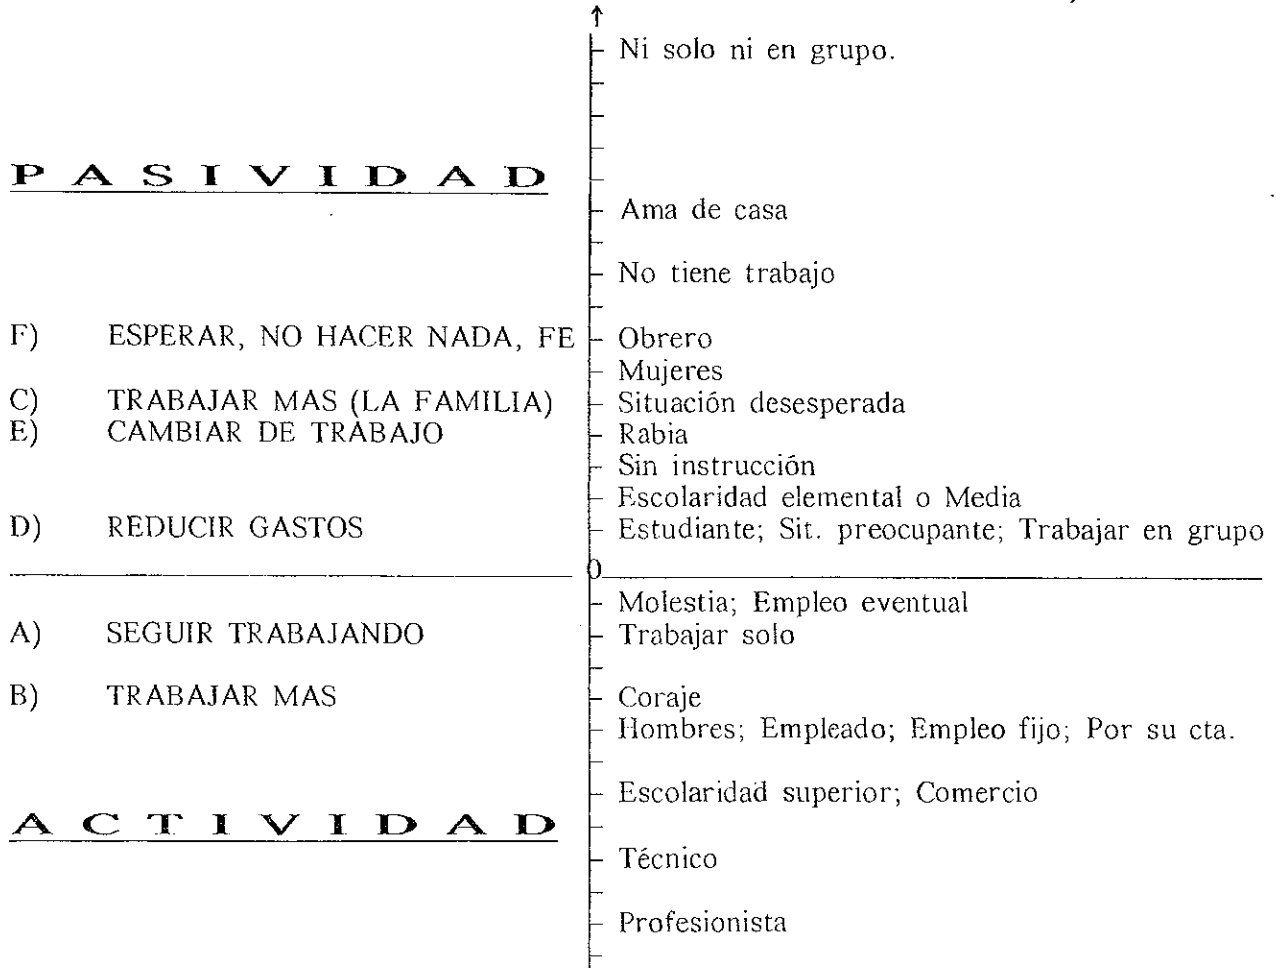 Ni solo ni en grupo.
P A S I V I D A D
Ama de casa
No tiene trabajo
F) ESPERAR, NO HACER NADA, FE Obrero
Mujeres
C) TRABAJAR MAS (LA FAMILIA) Situación desesperada
E) CAMBIAR DE TRABAJO Rabia
Sin instrucción
Escolaridad elemental o Media
D) REDUCIR GASTOS Estudiante; Sit. preocupante; Trabajar en grupo
0
Molestia; Empleo eventual
A) SEGUIR TRABAJANDO Trabajar solo
B) TRABAJAR MAS Coraje
Hombres; Empleado; Empleo fijo; Por su cta.
Escolaridad superior; Comercio
A C T I V I D A D
Técnico
Profesionista